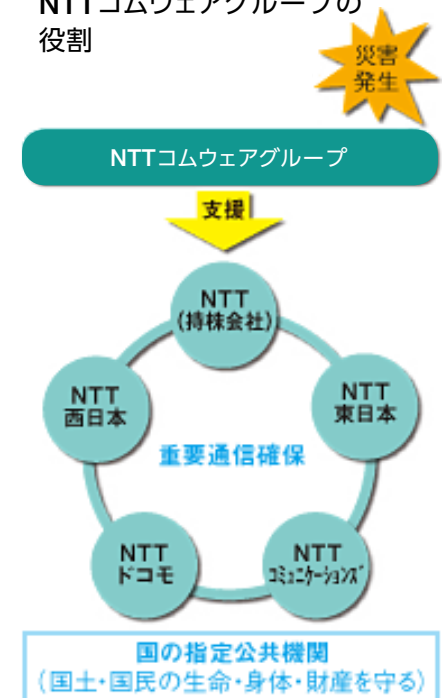 NTTコムウェアグループの
役割
災害
発生
NTTコムウェアグループ
支援
NTT
(持株会社)
NTT
西日本
NTT
東日本
重要通信確保
NTT
ドコモ
NTT
ｺﾐｭﾆｹｰｼｮﾝｽﾞ
国の指定公共機関
(国土・国民の生命・身体・財産を守る)